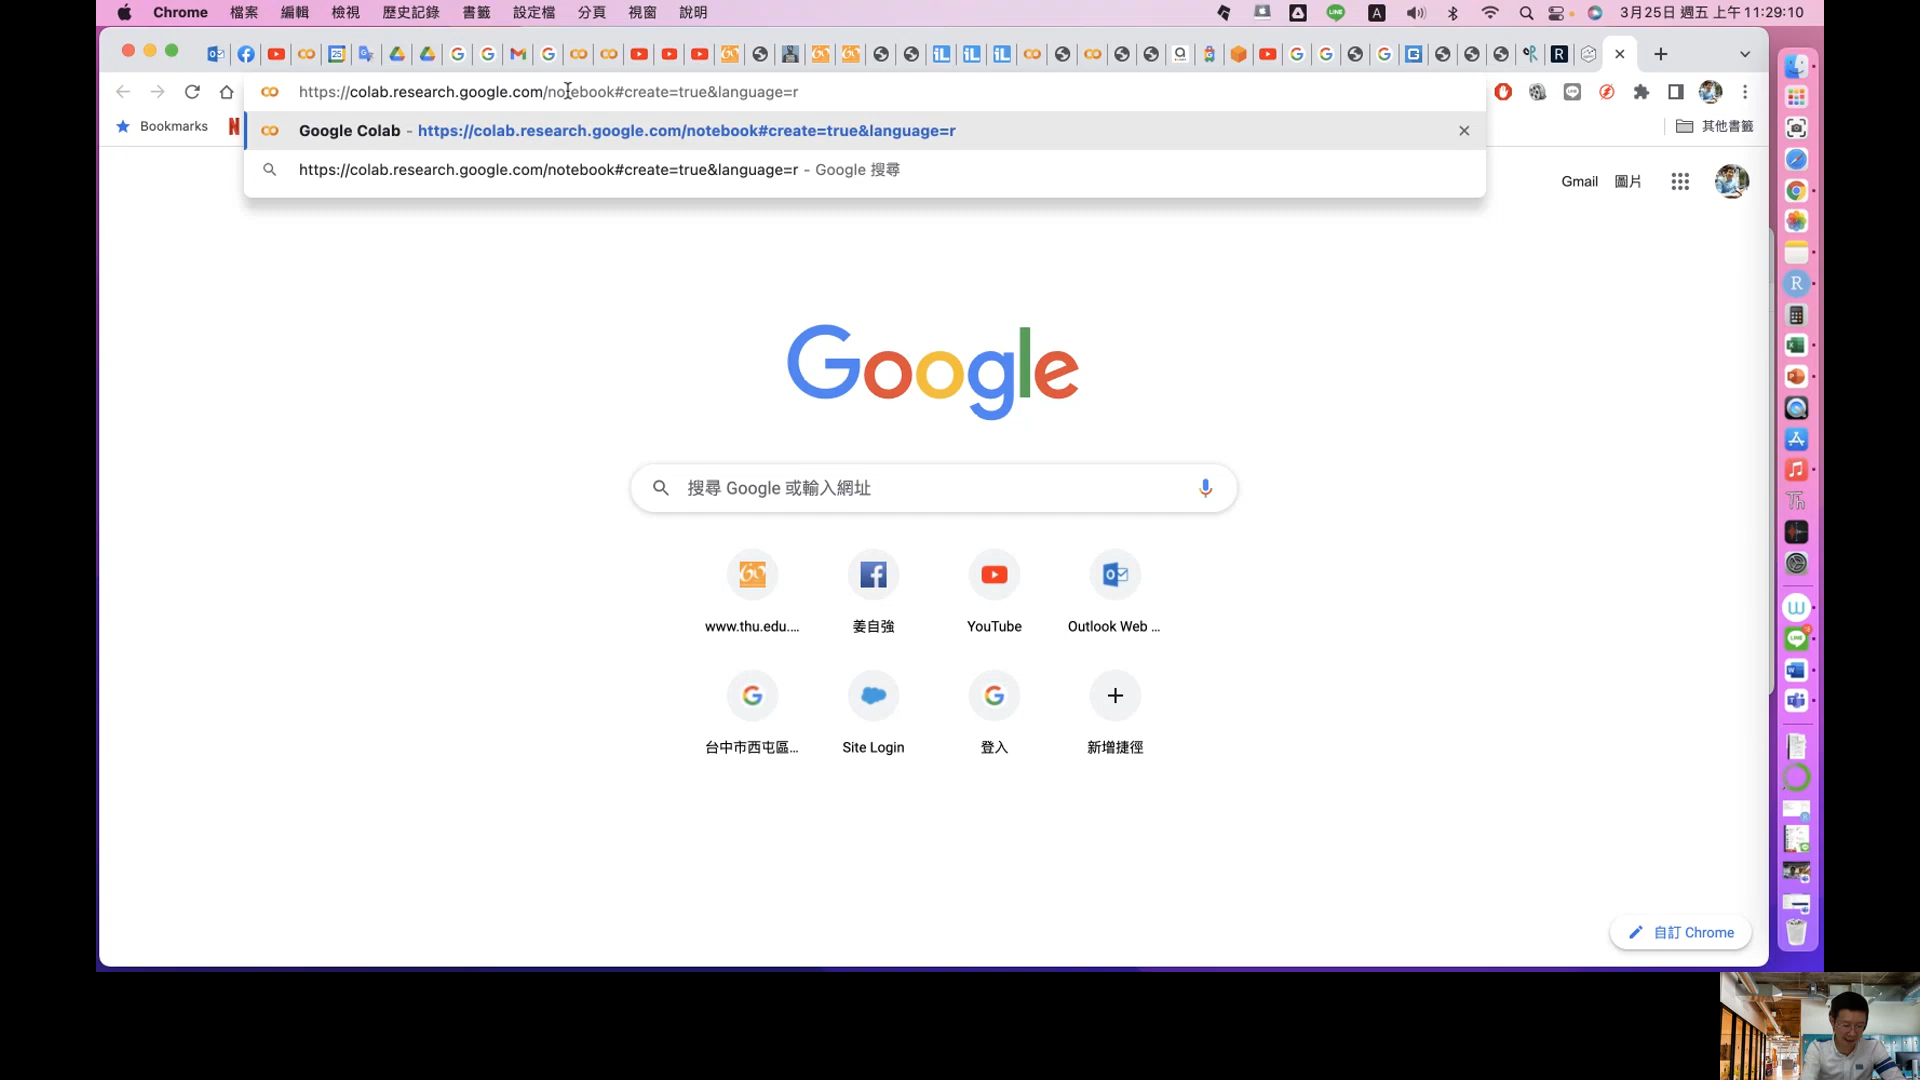 Chrome 檔案 編輯 檢視 歷史記錄 書籤 設定檔 分頁 視窗 說明 LINE A 3月25日 週五 上午11:29:10
https://colab.research.google.com/notebook#create=true&language=r
Bookmarks
其他書籤
Google Colab - https://colab.research.google.com/notebook#create=true&language=r
https://colab.research.google.com/notebook#create=true&language=r - Google 搜尋
Gmail 圖片
Google
搜尋 Google 或輸入網址
www.thu.edu.... 姜自強 YouTube Outlook Web ...
台中市西屯區... Site Login 登入 新增捷徑
自訂 Chrome